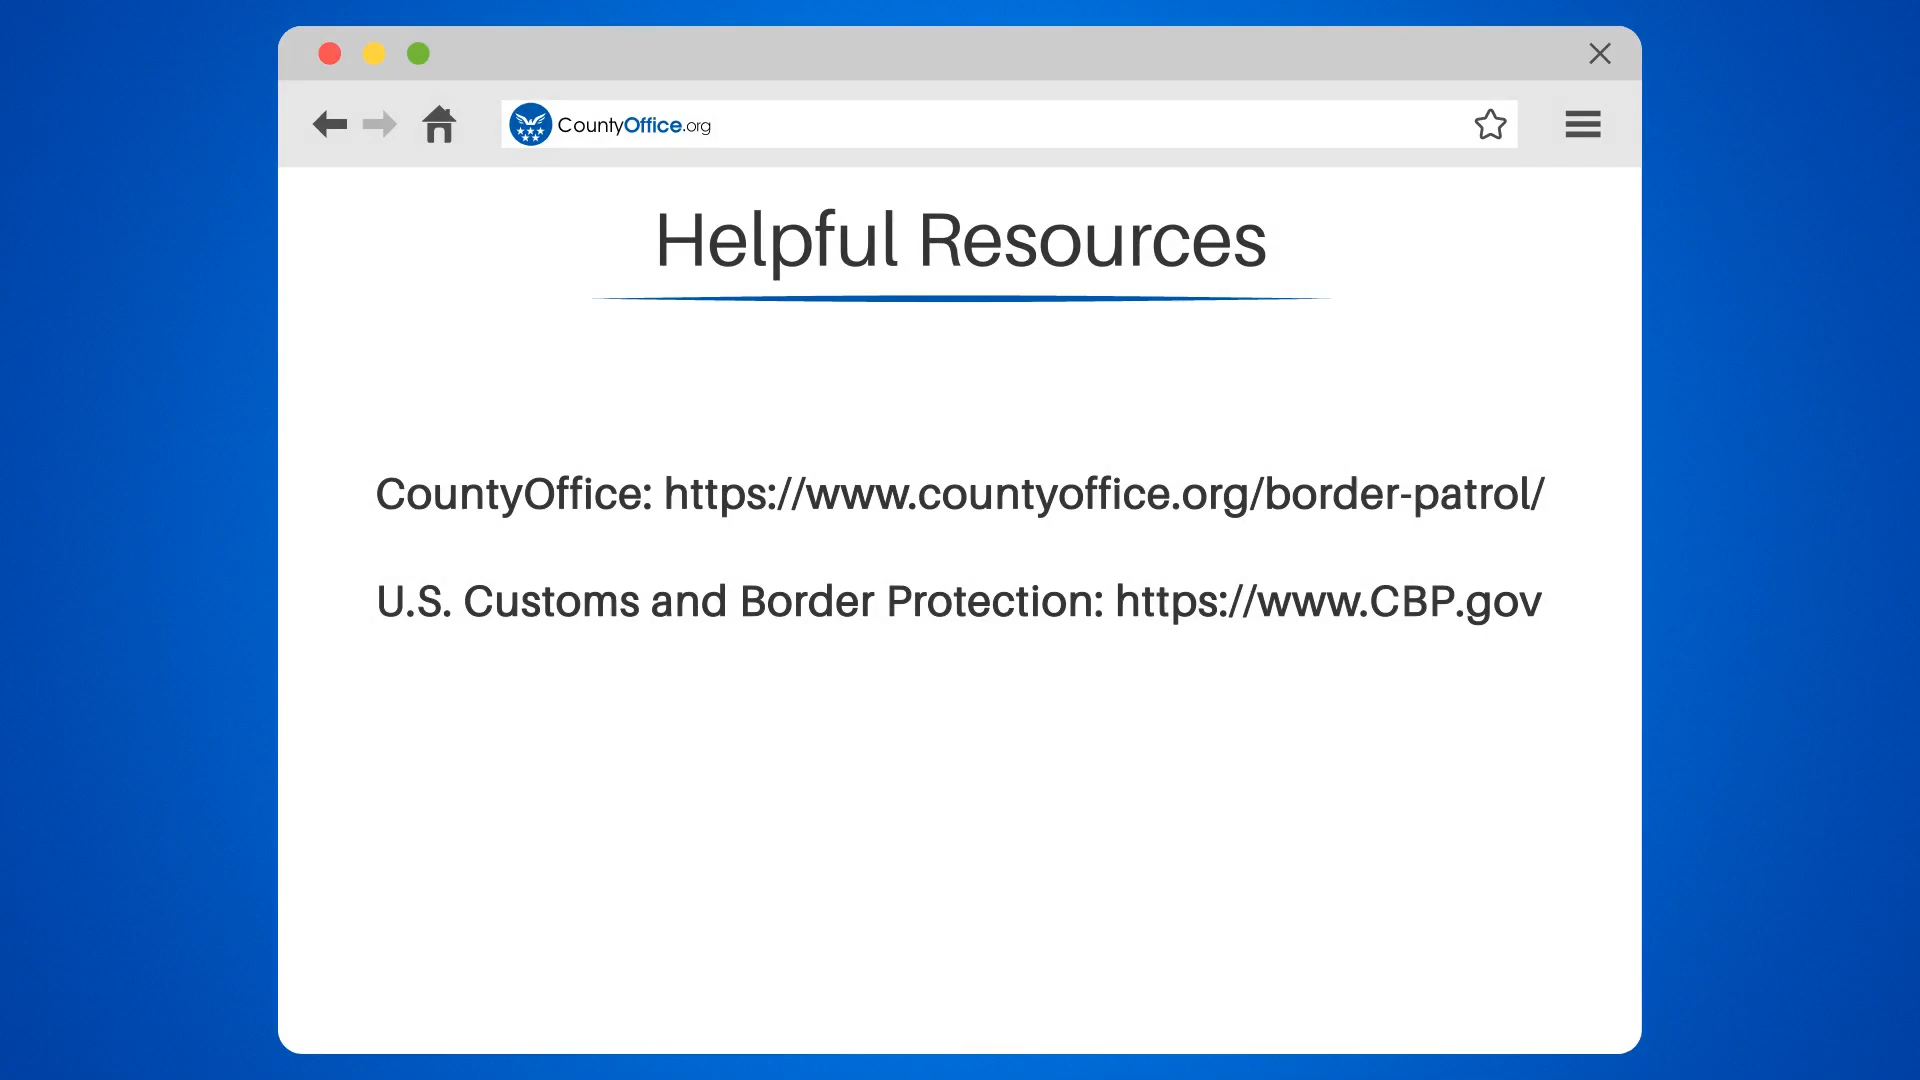 CountyOffice.org
Helpful Resources
CountyOffice: https://www.countyoffice.org/border-patrol/
U.S. Customs and Border Protection: https://www.CBP.gov